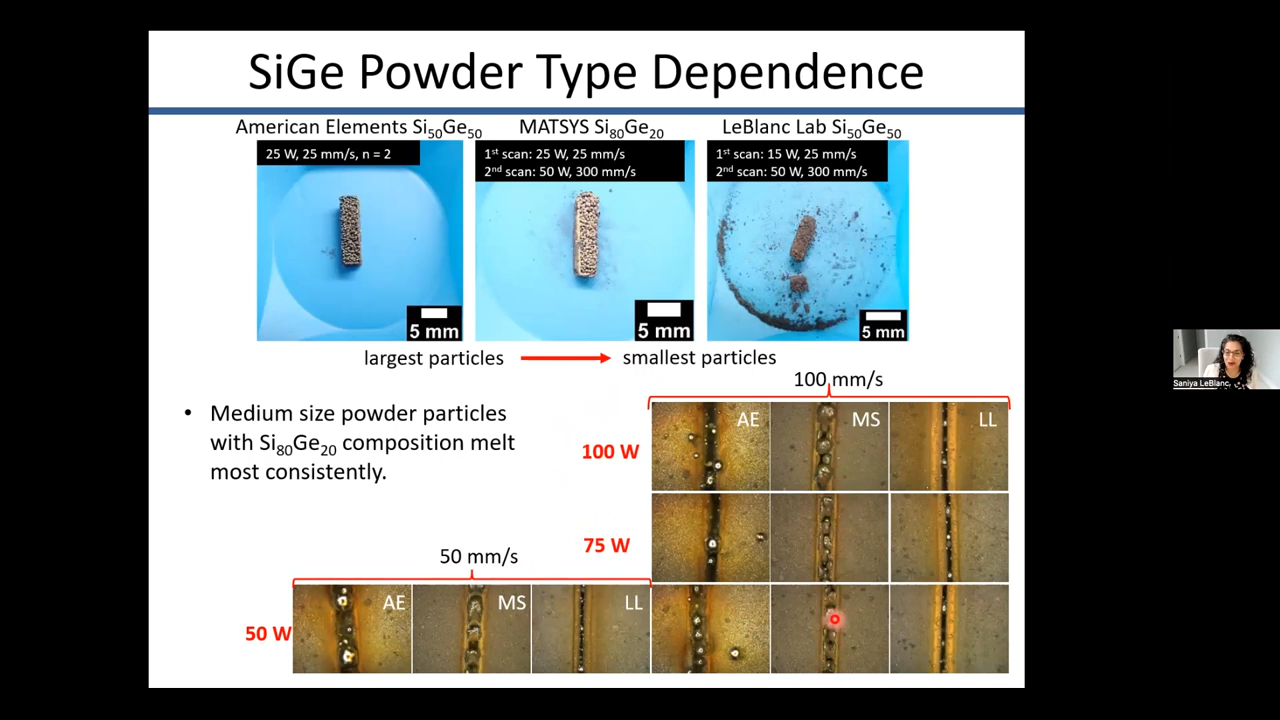 SiGe Powder Type Dependence
American Elements Si₅₀Ge₅₀
MATSYS Si₈₀Ge₂₀
LeBlanc Lab Si₅₀Ge₅₀
25 W, 25 mm/s, n = 2
1ˢᵗ scan: 25 W, 25 mm/s
2ⁿᵈ scan: 50 W, 300 mm/s
1ˢᵗ scan: 15 W, 25 mm/s
2ⁿᵈ scan: 50 W, 300 mm/s
5 mm
5 mm
5 mm
largest particles
smallest particles
• Medium size powder particles
with Si₈₀Ge₂₀ composition melt
most consistently.
100 mm/s
AE
MS
LL
100 W
75 W
50 mm/s
AE
MS
LL
50 W
Saniya LeBlanc